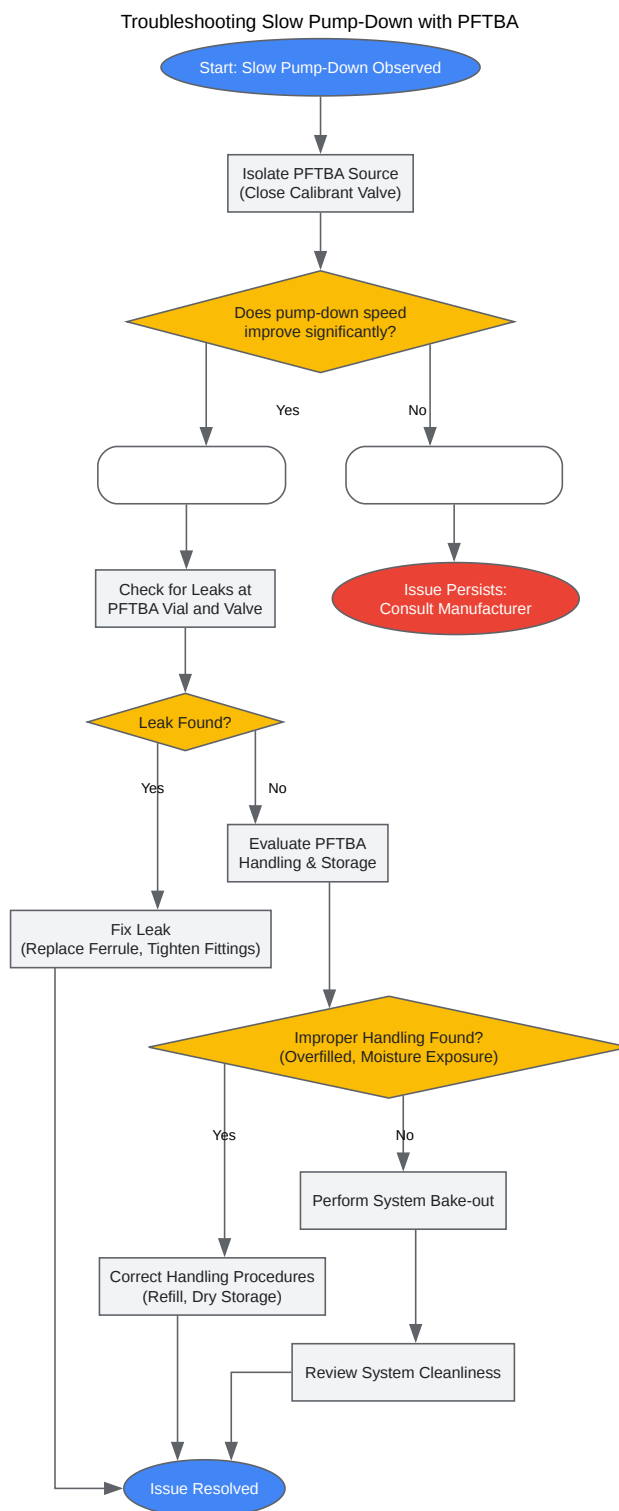 Troubleshooting Slow Pump-Down with PFTBA
Start: Slow Pump-Down Observed
Isolate PFTBA Source
(Close Calibrant Valve)
Does pump-down speed
improve significantly?
Yes
No
Check for Leaks at
PFTBA Vial and Valve
Issue Persists:
Consult Manufacturer
Leak Found?
Yes
No
Evaluate PFTBA
Handling & Storage
Fix Leak
(Replace Ferrule, Tighten Fittings)
Improper Handling Found?
(Overfilled, Moisture Exposure)
Yes
No
Perform System Bake-out
Correct Handling Procedures
(Refill, Dry Storage)
Review System Cleanliness
Issue Resolved